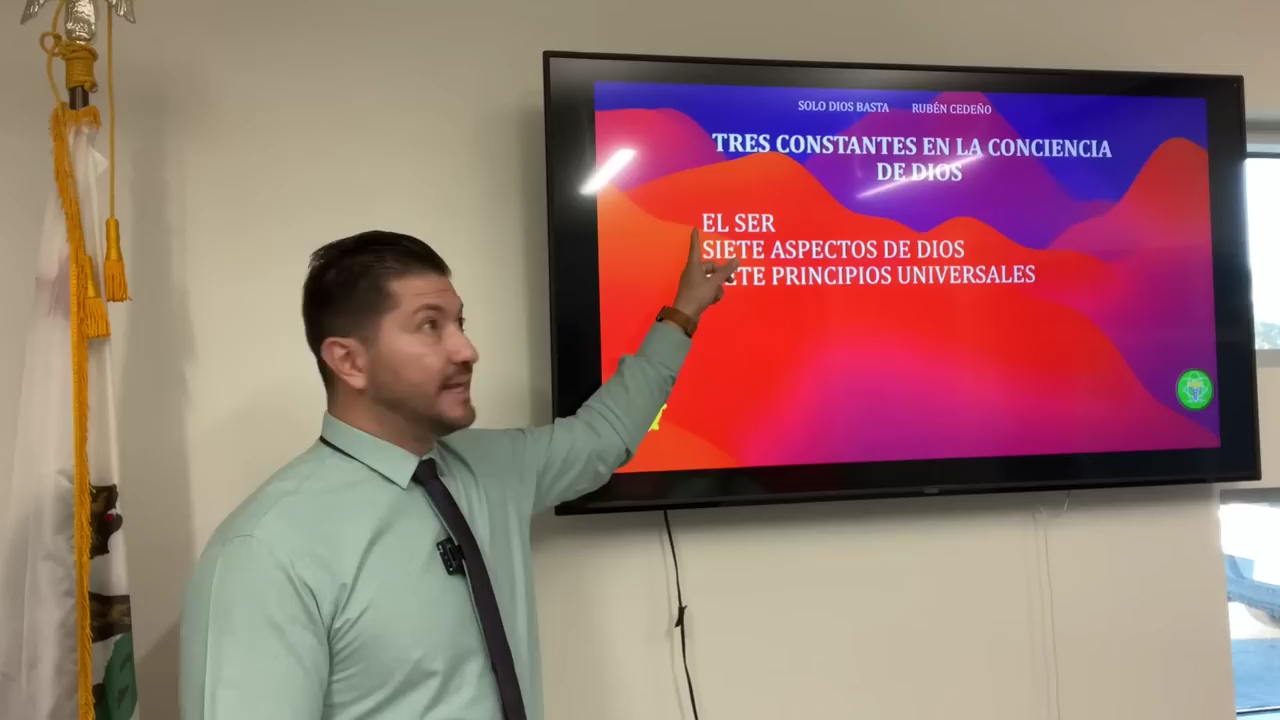 SOLO DIOS BASTA RUBÉN CEDEÑO
TRES CONSTANTES EN LA CONCIENCIA
DE DIOS
EL SER
SIETE ASPECTOS DE DIOS
PRINCIPIOS UNIVERSALES